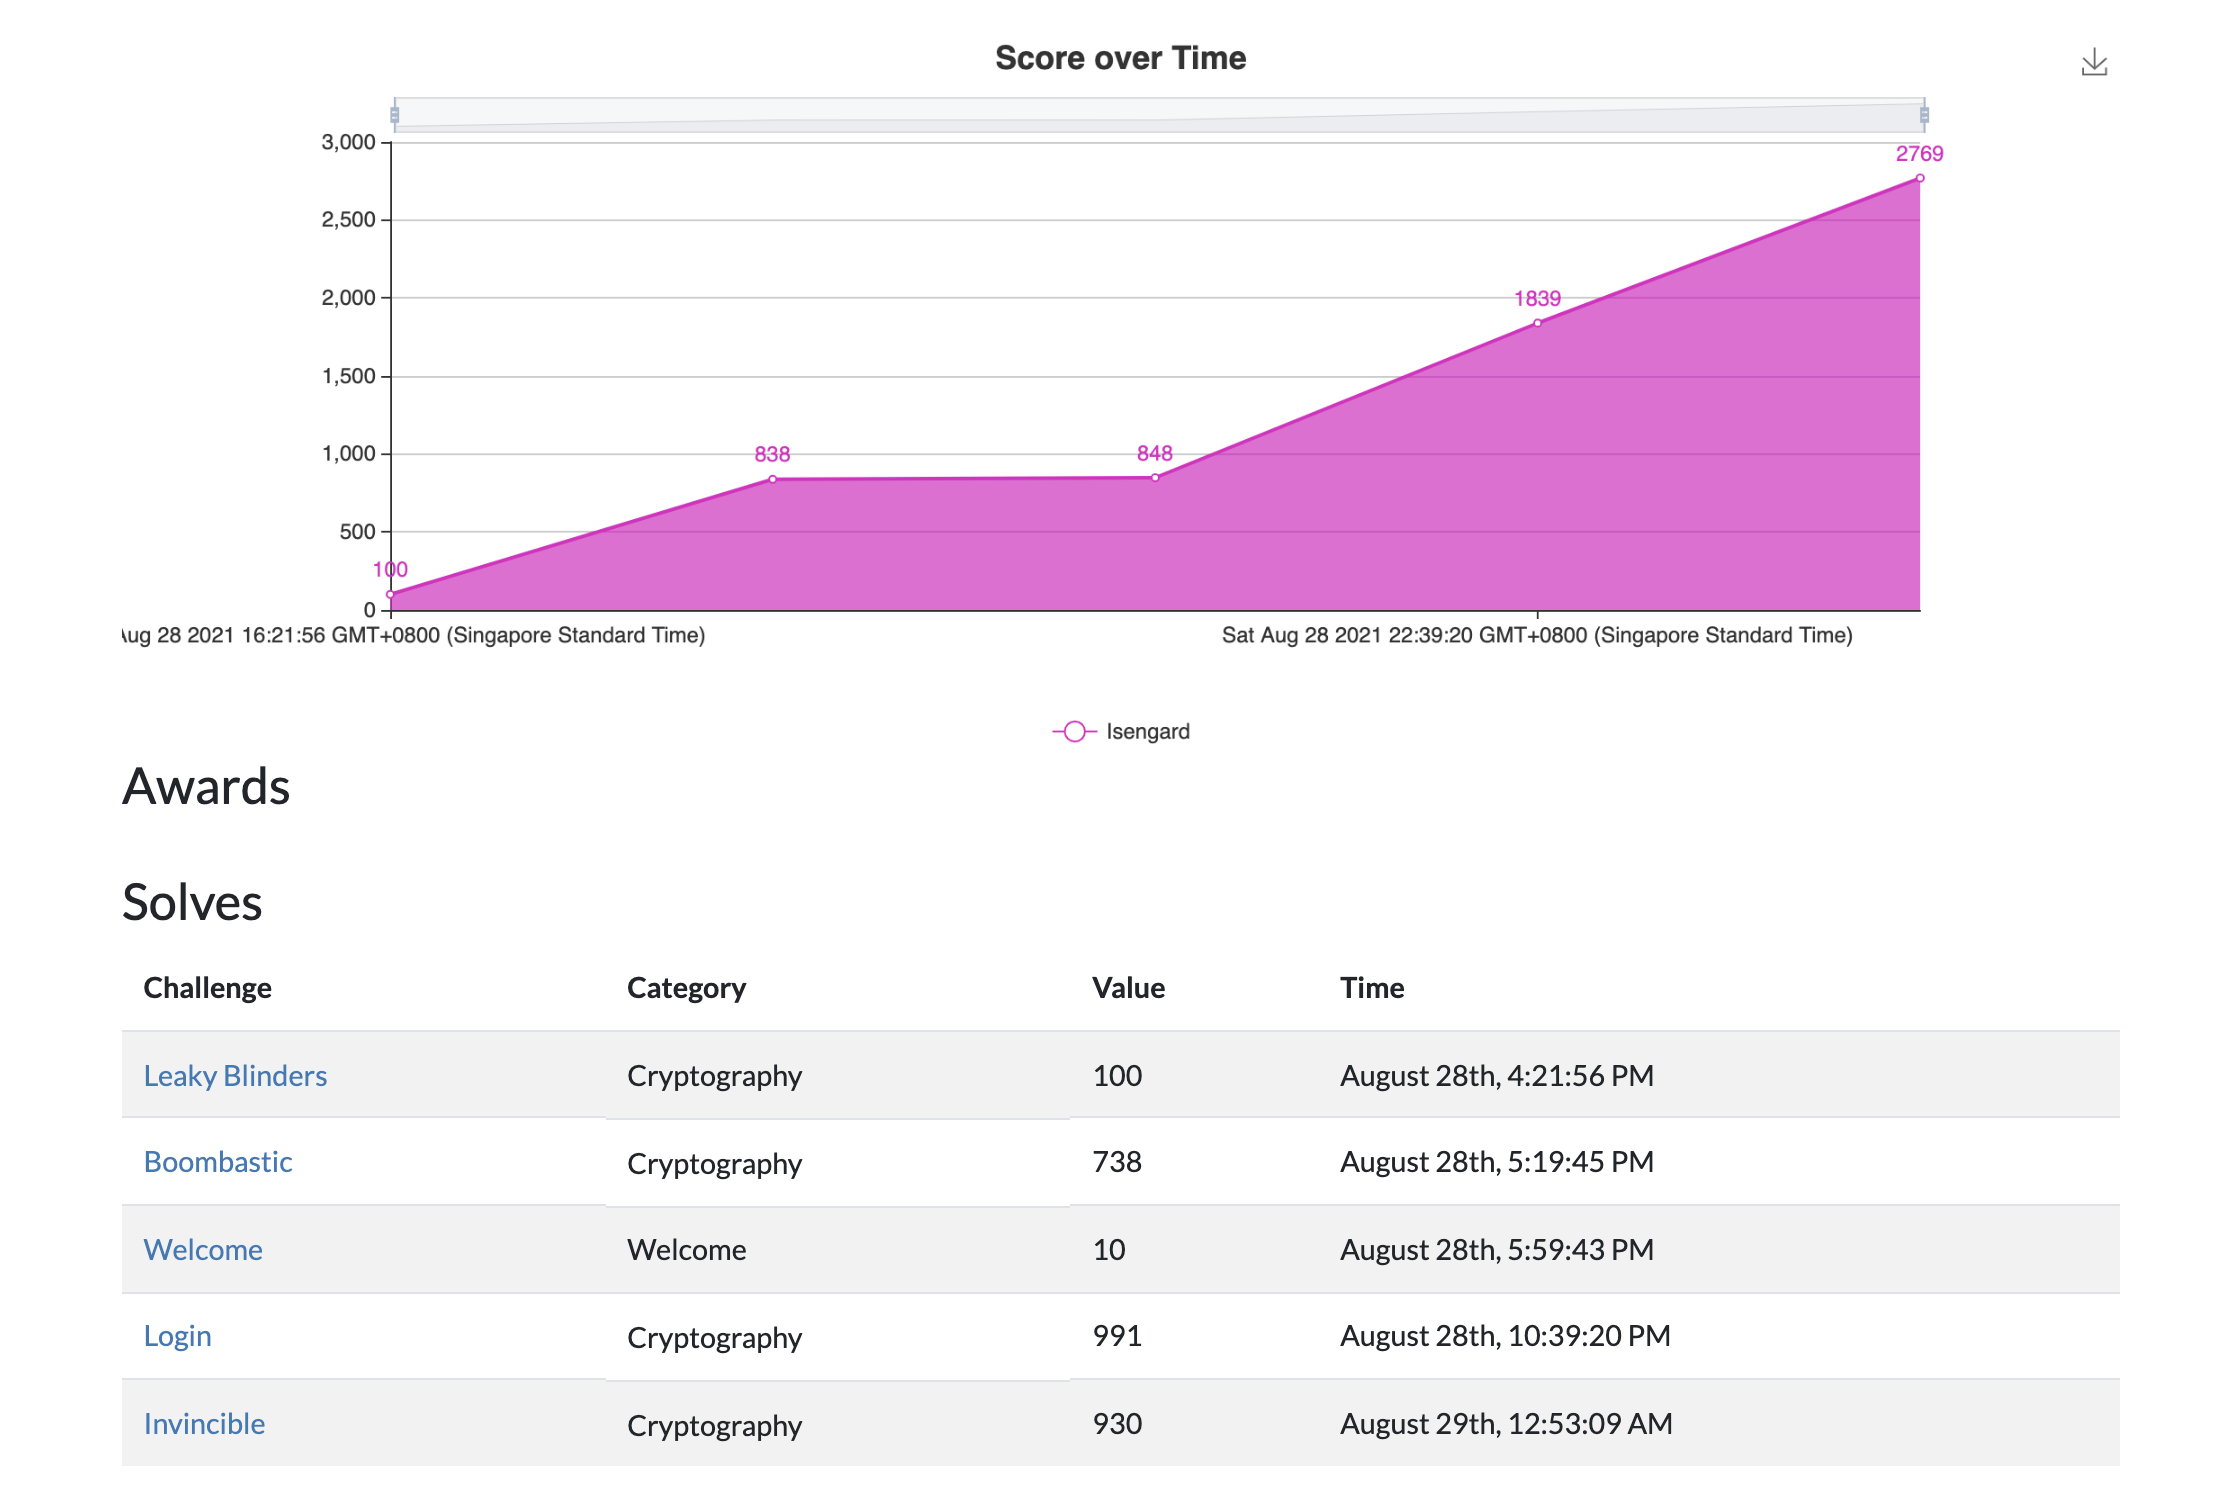 Score over Time
3,000
2769
2,500
2,000
1839
1,500
1,000
838
848
500
100
0
Aug 28 2021 16:21:56 GMT+0800 (Singapore Standard Time)
Sat Aug 28 2021 22:39:20 GMT+0800 (Singapore Standard Time)
Isengard
Awards
Solves
Challenge Category Value Time
Leaky Blinders Cryptography 100 August 28th, 4:21:56 PM
Boombastic Cryptography 738 August 28th, 5:19:45 PM
Welcome Welcome 10 August 28th, 5:59:43 PM
Login Cryptography 991 August 28th, 10:39:20 PM
Invincible Cryptography 930 August 29th, 12:53:09 AM